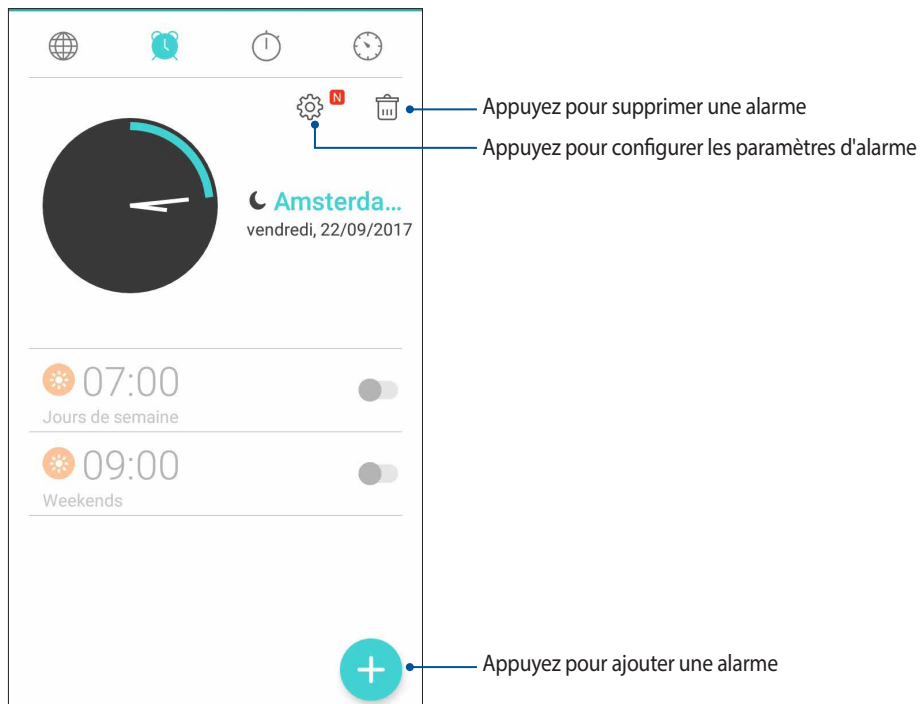 N
Appuyez pour supprimer une alarme
Appuyez pour configurer les paramètres d'alarme
Amsterda...
vendredi, 22/09/2017
07:00
Jours de semaine
09:00
Weekends
Appuyez pour ajouter une alarme